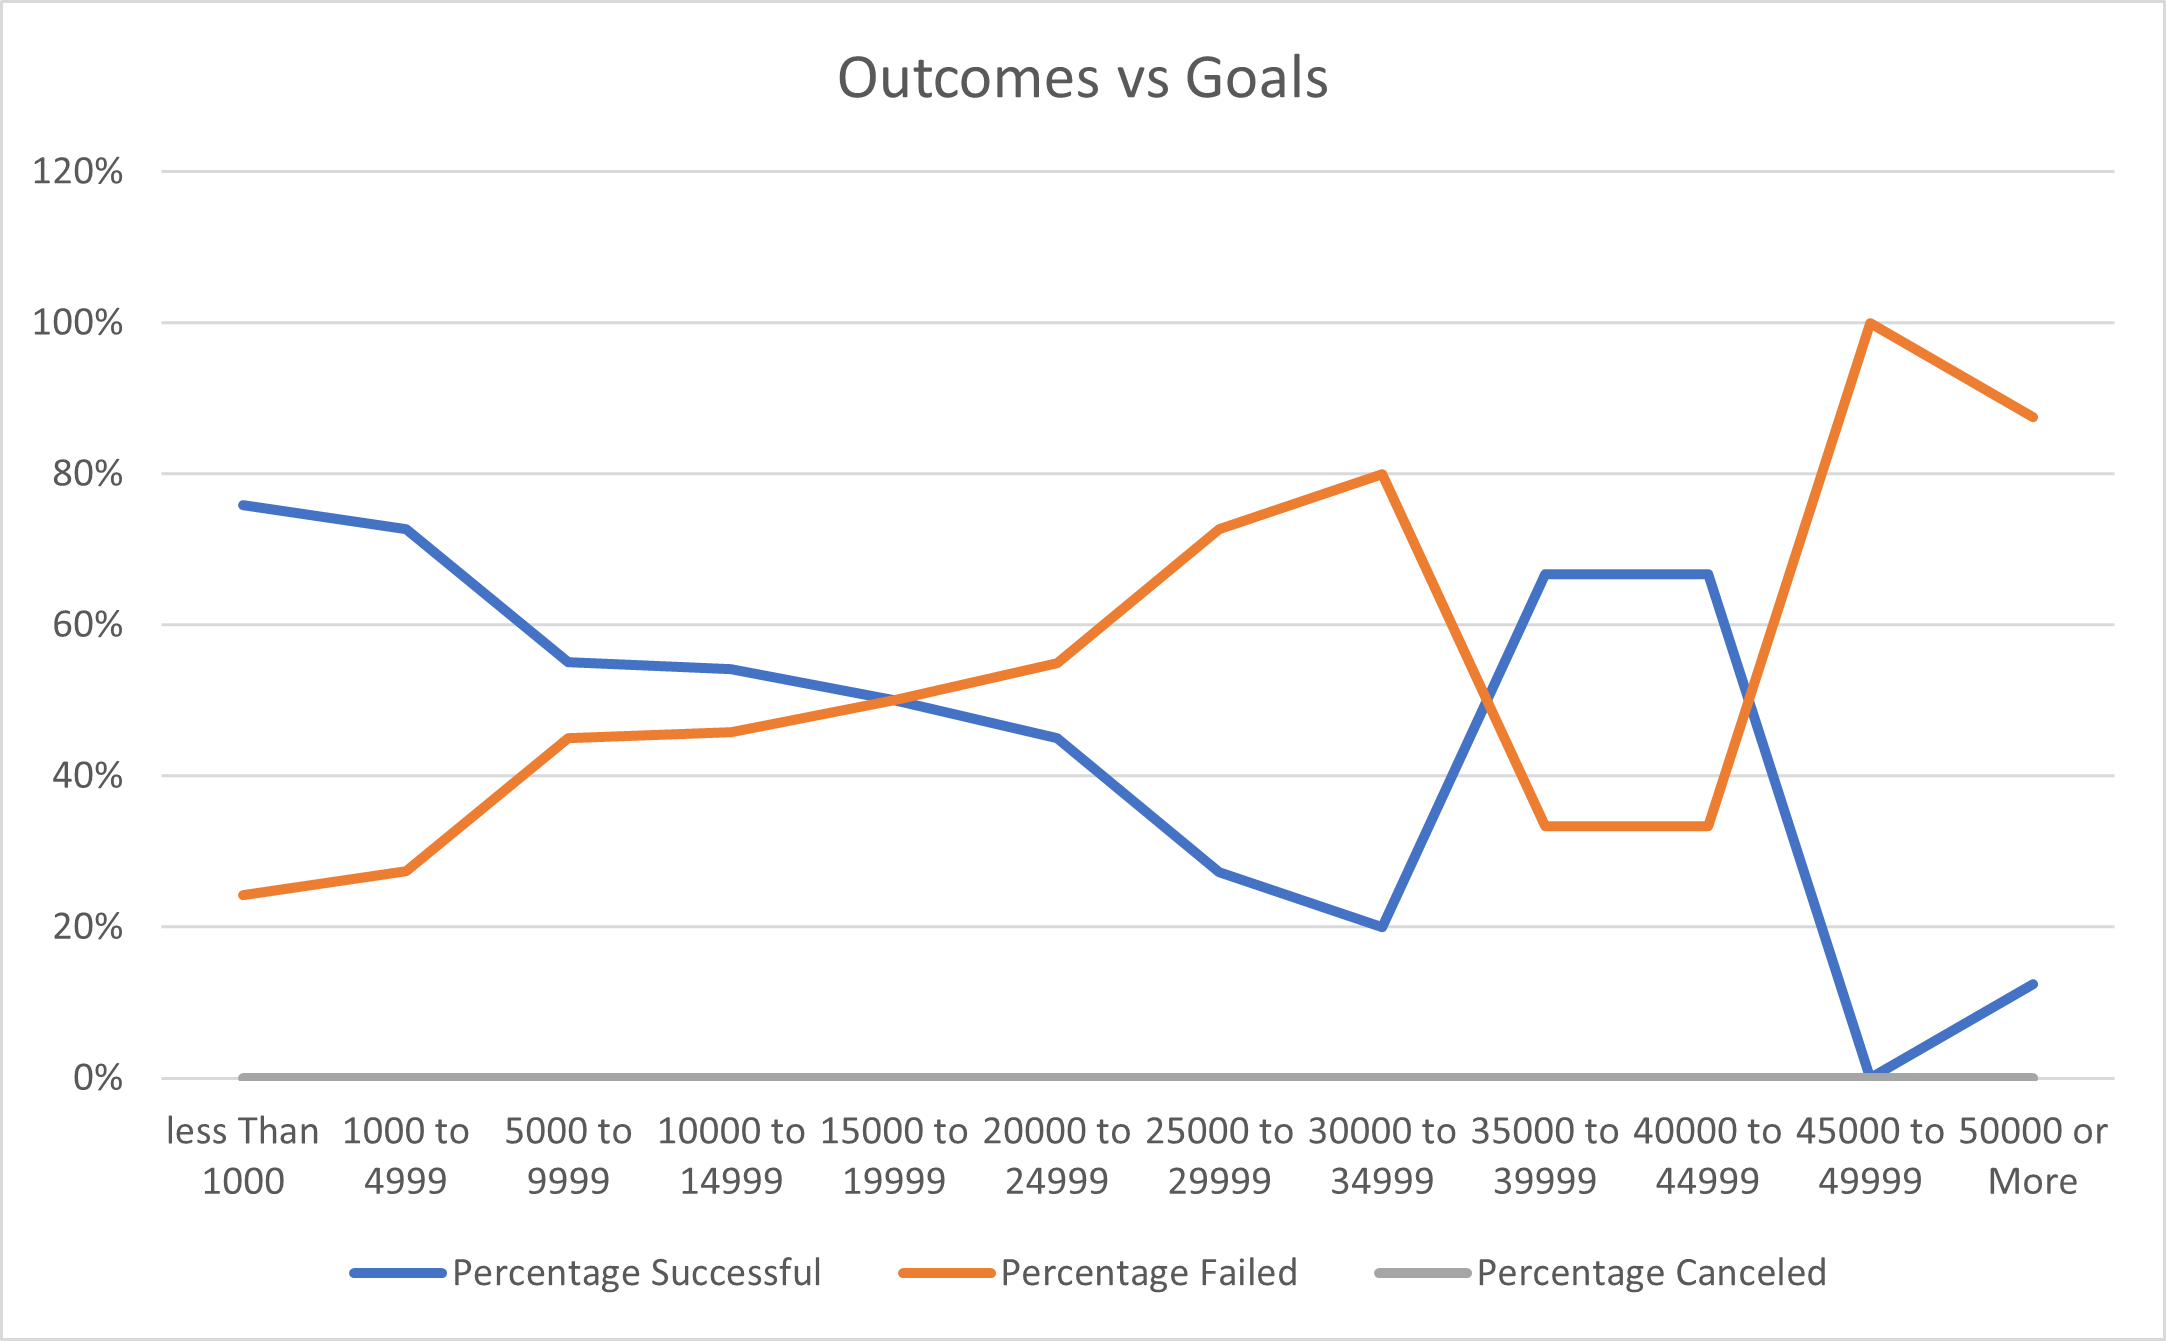 Outcomes vs Goals
120%
100%
80%
60%
40%
20%
0%
less Than 1000 to 5000 to 10000 to 15000 to 20000 to 25000 to 30000 to 35000 to 40000 to 45000 to 50000 or
1000 4999 9999 14999 19999 24999 29999 34999 39999 44999 49999 More
Percentage Successful Percentage Failed Percentage Canceled